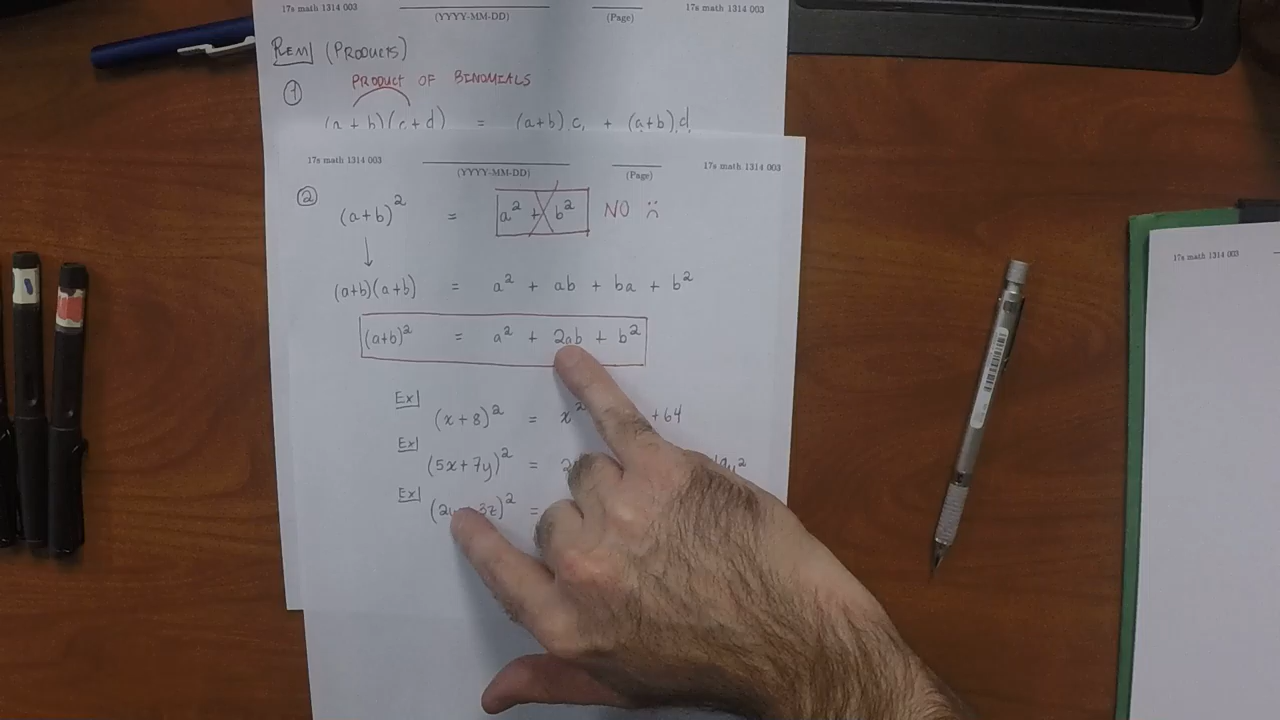 17s math 1314 003 (YYYY-MM-DD) (Page) 17s math 1314 003
REM (PRODUCTS)
PRODUCT OF BINOMIALS
① (a + b)(c + d) = (a+b) c + (a+b) d
17s math 1314 003 (YYYY-MM-DD) (Page) 17s math 1314 003
② (a+b)² = a² + b² NO
(a+b)(a+b) = a² + ab + ba + b²
(a+b)² = a² + 2ab + b²
Ex
(x + 8)² = x² +64
Ex
(5x + 7y)² =
Ex
3z)² =
17s math 1314 003